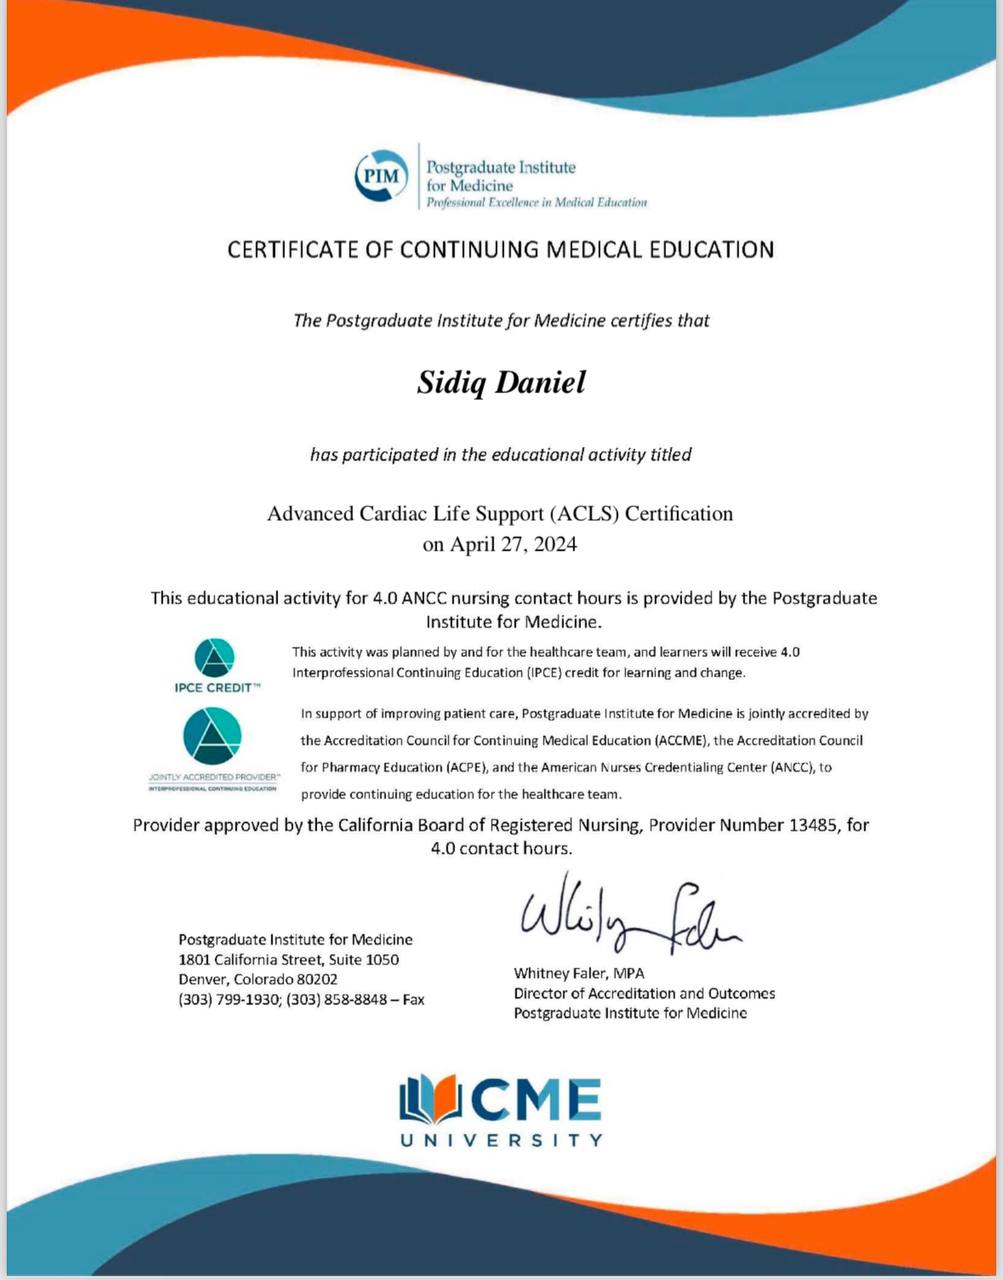 PIM
Postgraduate Institute
for Medicine
Professional Excellence in Medical Education
CERTIFICATE OF CONTINUING MEDICAL EDUCATION
The Postgraduate Institute for Medicine certifies that
Sidiq Daniel
has participated in the educational activity titled
Advanced Cardiac Life Support (ACLS) Certification
on April 27, 2024
This educational activity for 4.0 ANCC nursing contact hours is provided by the Postgraduate
Institute for Medicine.
IPCE CREDIT™
This activity was planned by and for the healthcare team, and learners will receive 4.0
Interprofessional Continuing Education (IPCE) credit for learning and change.
JOINTLY ACCREDITED PROVIDER™
INTERPROFESSIONAL CONTINUING EDUCATION
In support of improving patient care, Postgraduate Institute for Medicine is jointly accredited by
the Accreditation Council for Continuing Medical Education (ACCME), the Accreditation Council
for Pharmacy Education (ACPE), and the American Nurses Credentialing Center (ANCC), to
provide continuing education for the healthcare team.
Provider approved by the California Board of Registered Nursing, Provider Number 13485, for
4.0 contact hours.
Postgraduate Institute for Medicine
1801 California Street, Suite 1050
Denver, Colorado 80202
(303) 799-1930; (303) 858-8848 – Fax
Whitney Faler, MPA
Director of Accreditation and Outcomes
Postgraduate Institute for Medicine
CME
UNIVERSITY